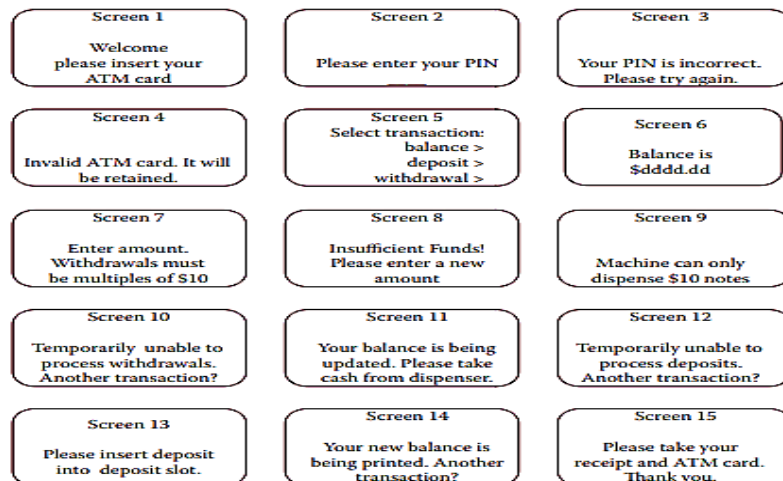 Screen 1
Welcome
please insert your
ATM card
Screen 2
Please enter your PIN
Screen 3
Your PIN is incorrect.
Please try again.
Screen 4
Invalid ATM card. It will
be retained.
Screen 5
Select transaction:
balance >
deposit >
withdrawal >
Screen 6
Balance is
$dddd.dd
Screen 7
Enter amount.
Withdrawals must
be multiples of $10
Screen 8
Insufficient Funds!
Please enter a new
amount
Screen 9
Machine can only
dispense $10 notes
Screen 10
Temporarily unable to
process withdrawals.
Another transaction?
Screen 11
Your balance is being
updated. Please take
cash from dispenser.
Screen 12
Temporarily unable to
process deposits.
Another transaction?
Screen 13
Please insert deposit
into deposit slot.
Screen 14
Your new balance is
being printed. Another
transaction?
Screen 15
Please take your
receipt and ATM card.
Thank you.